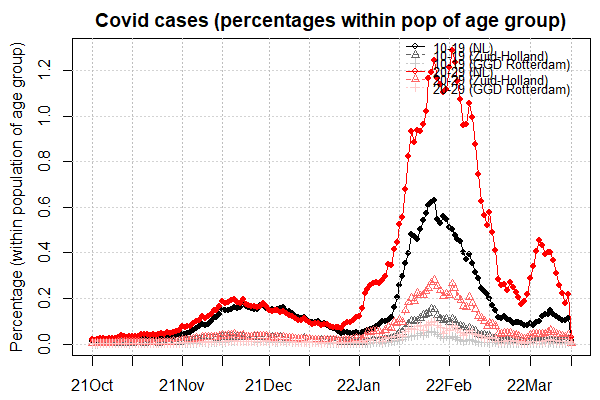 Covid cases (percentages within pop of age group)
Percentage (within population of age group)
1.2
1.0
0.8
0.6
0.4
0.2
0.0
10-19 (NL)
10-19 (Zuid-Holland)
10-19 (GGD Rotterdam)
20-29 (NL)
20-29 (Zuid-Holland)
20-29 (GGD Rotterdam)
21Oct 21Nov 21Dec 22Jan 22Feb 22Mar